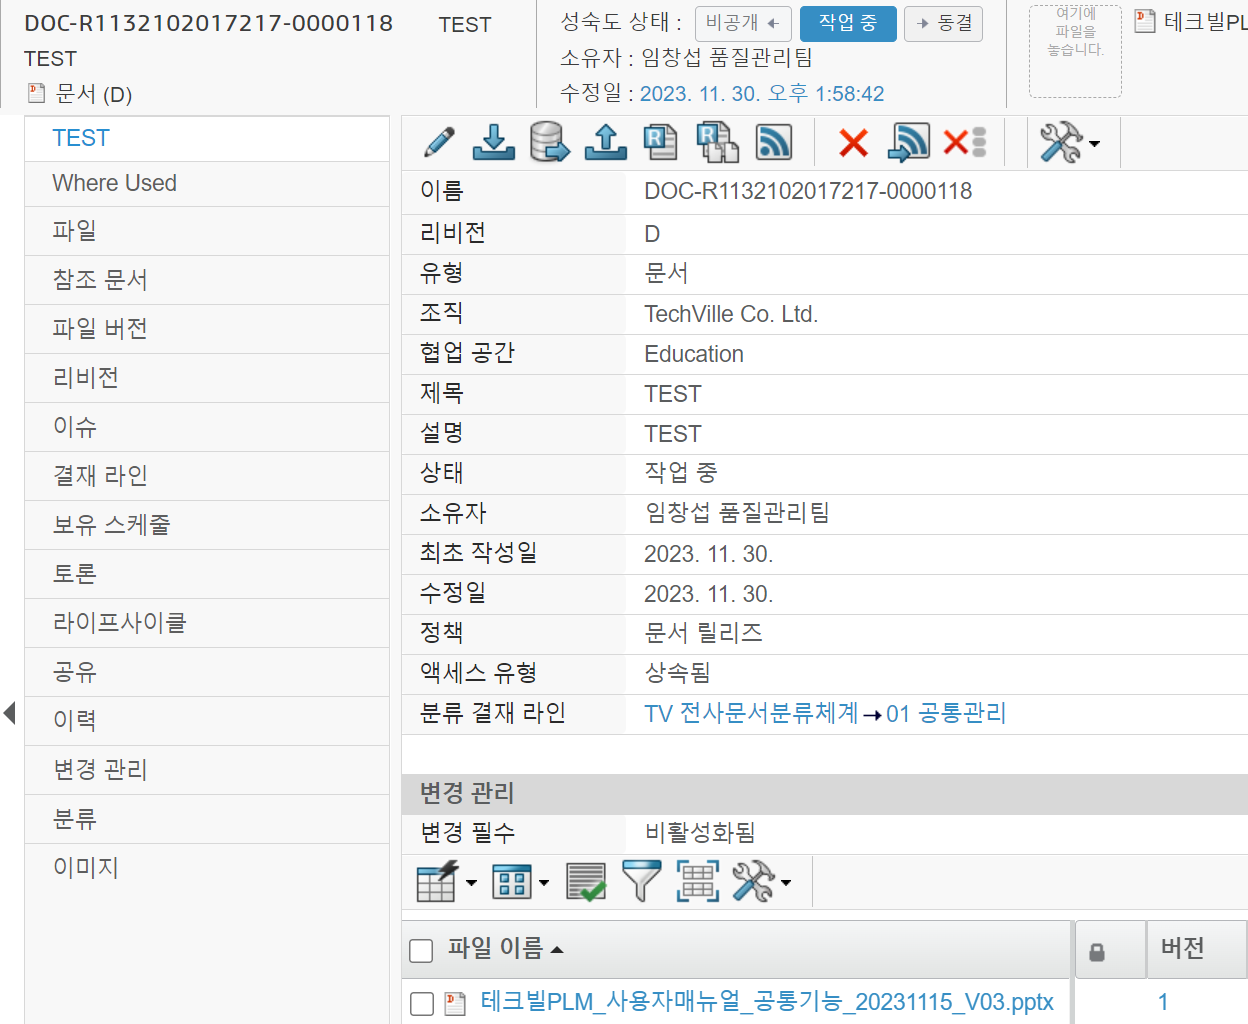 DOC-R1132102017217-0000118
TEST
TEST
문서 (D)
성숙도 상태 :
비공개
작업 중
동결
소유자 : 임창섭 품질관리팀
수정일 : 2023. 11. 30. 오후 1:58:42
여기에
파일을
놓습니다.
테크빌PL
TEST
Where Used
파일
참조 문서
파일 버전
리비전
이슈
결재 라인
보유 스케줄
토론
라이프사이클
공유
이력
변경 관리
분류
이미지
이름 DOC-R1132102017217-0000118
리비전 D
유형 문서
조직 TechVille Co. Ltd.
협업 공간 Education
제목 TEST
설명 TEST
상태 작업 중
소유자 임창섭 품질관리팀
최초 작성일 2023. 11. 30.
수정일 2023. 11. 30.
정책 문서 릴리즈
액세스 유형 상속됨
분류 결재 라인 TV 전사문서분류체계➝01 공통관리
변경 관리
변경 필수 비활성화됨
파일 이름 버전
테크빌PLM_사용자매뉴얼_공통기능_20231115_V03.pptx 1